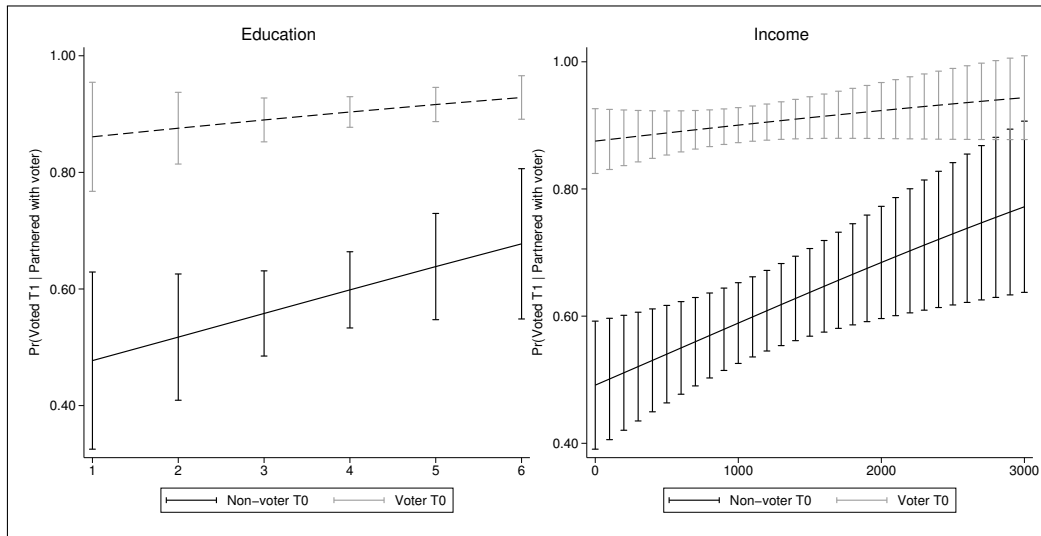 Education
Pr(Voted T1 | Partnered with voter)
1.00
0.80
0.60
0.40
1 2 3 4 5 6
Non−voter T0 Voter T0
Income
Pr(Voted T1 | Partnered with voter)
1.00
0.80
0.60
0.40
0 1000 2000 3000
Non−voter T0 Voter T0